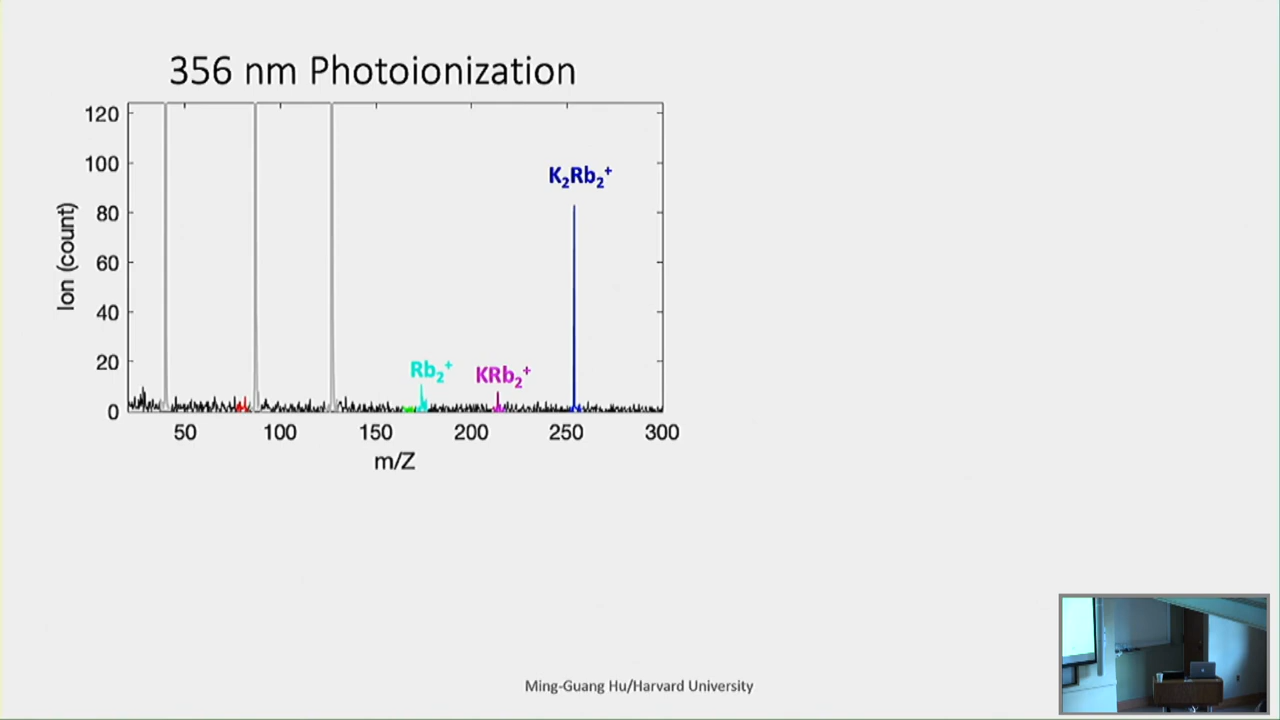 356 nm Photoionization
120
100
80
60
40
20
0
Ion (count)
K₂Rb₂⁺
Rb₂⁺
KRb₂⁺
50 100 150 200 250 300
m/Z
Ming-Guang Hu/Harvard University